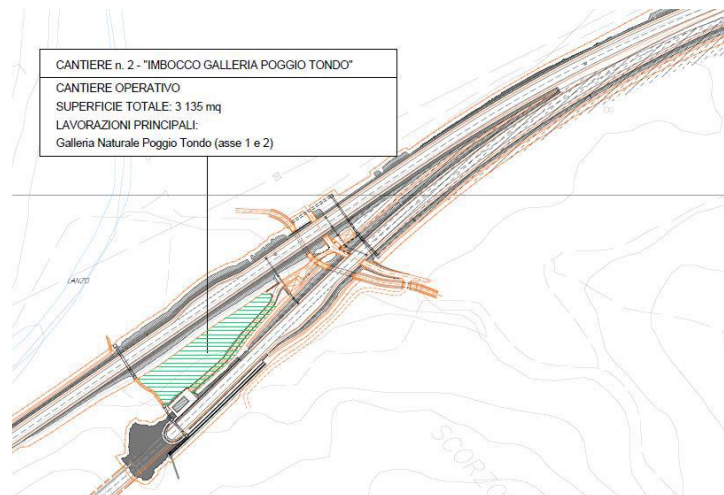 CANTIERE n. 2 - "IMBOCCO GALLERIA POGGIO TONDO"
CANTIERE OPERATIVO
SUPERFICIE TOTALE: 3 135 mq
LAVORAZIONI PRINCIPALI:
Galleria Naturale Poggio Tondo (asse 1 e 2)
LANZO